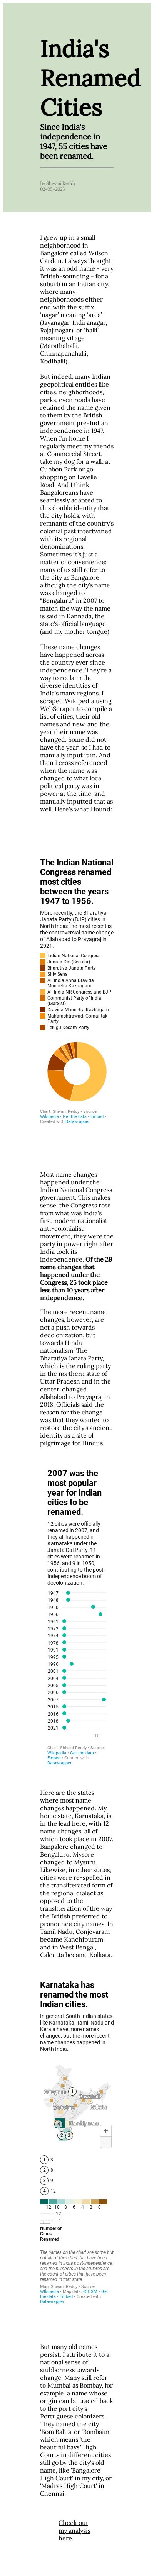 India's
Renamed
Cities
Since India's
independence in
1947, 55 cities have
been renamed.
By Shivani Reddy
02-05-2023
I grew up in a small
neighborhood in
Bangalore called Wilson
Garden. I always thought
it was an odd name - very
British-sounding - for a
suburb in an Indian city,
where many
neighborhoods either
end with the suffix
'nagar' meaning 'area'
(Jayanagar, Indiranagar,
Rajajinagar), or 'halli'
meaning village
(Marathahalli,
Chinnapanahalli,
Kodihalli).
But indeed, many Indian
geopolitical entities like
cities, neighborhoods,
parks, even roads have
retained the name given
to them by the British
government pre-Indian
independence in 1947.
When I'm home I
regularly meet my friends
at Commercial Street,
take my dog for a walk at
Cubbon Park or go
shopping on Lavelle
Road. And I think
Bangaloreans have
seamlessly adapted to
this double identity that
the city holds, with
remnants of the country's
colonial past intertwined
with its regional
denominations.
Sometimes it's just a
matter of convenience:
many of us still refer to
the city as Bangalore,
although the city's name
was changed to
"Bengaluru" in 2007 to
match the way the name
is said in Kannada, the
state's official language
(and my mother tongue).
These name changes
have happened across
the country ever since
independence. They're a
way to reclaim the
diverse identities of
India's many regions. I
scraped Wikipedia using
WebScraper to compile a
list of cities, their old
names and new, and the
year their name was
changed. Some did not
have the year, so I had to
manually input it in. And
then I cross referenced
when the name was
changed to what local
political party was in
power at the time, and
manually inputted that as
well. Here's what I found:
The Indian National
Congress renamed
most cities
between the years
1947 to 1956.
More recently, the Bharatiya
Janata Party (BJP) cities in
North India: the most recent is
the controversial name change
of Allahabad to Prayagraj in
2021.
Indian National Congress
Janata Dal (Secular)
Bharatiya Janata Party
Shiv Sena
All India Anna Dravida
Munnetra Kazhagam
All India NR Congress and BJP
Communist Party of India
(Marxist)
Dravida Munnetra Kazhagam
Maharashtrawadi Gomantak
Party
Telugu Desam Party
Chart: Shivani Reddy • Source:
Wikipedia • Get the data • Embed •
Created with Datawrapper
Most name changes
happened under the
Indian National Congress
government. This makes
sense: the Congress rose
from what was India's
first modern nationalist
anti-colonialist
movement, they were the
party in power right after
India took its
independence. Of the 29
name changes that
happened under the
Congress, 25 took place
less than 10 years after
independence.
The more recent name
changes, however, are
not a push towards
decolonization, but
towards Hindu
nationalism. The
Bharatiya Janata Party,
which is the ruling party
in the northern state of
Uttar Pradesh and in the
center, changed
Allahabad to Prayagraj in
2018. Officials said the
reason for the change
was that they wanted to
restore the city's ancient
identity as a site of
pilgrimage for Hindus.
2007 was the
most popular
year for Indian
cities to be
renamed.
12 cities were officially
renamed in 2007, and
they all happened in
Karnataka under the
Janata Dal Party. 11
cities were renamed in
1956, and 9 in 1950,
contributing to the post-
Independence boom of
decolonization.
1947
1948
1950
1956
1961
1972
1974
1978
1991
1995
1996
2001
2004
2005
2006
2007
2015
2016
2018
2021
10
Chart: Shivani Reddy • Source:
Wikipedia • Get the data •
Embed • Created with
Datawrapper
Here are the states
where most name
changes happened. My
home state, Karnataka, is
in the lead here, with 12
name changes, all of
which took place in 2007.
Bangalore changed to
Bengaluru. Mysore
changed to Mysuru.
Likewise, in other states,
cities were re-spelled in
the transliterated form of
the regional dialect as
opposed to the
transliteration of the way
the British preferred to
pronounce city names. In
Tamil Nadu, Conjevaram
became Kanchipuram,
and in West Bengal,
Calcutta became Kolkata.
Karnataka has
renamed the most
Indian cities.
In general, South Indian states
like Karnataka, Tamil Nadu and
Kerala have more names
changed, but the more recent
name changes happened in
North India.
1
Kolkata
4
2 3
+
−
1 3
2 8
3 9
4 12
12 10 8 6 4 2 0
12
1
Number of
Cities
Renamed
The names on the chart are some but
not all of the cities that have been
renamed in India post-independence,
and the numbers in the squares are
the count of cities that have been
renamed in that state.
Map: Shivani Reddy • Source:
Wikipedia • Map data: © OSM • Get
the data • Embed • Created with
Datawrapper
But many old names
persist. I attribute it to a
national sense of
stubbornness towards
change. Many still refer
to Mumbai as Bombay, for
example, a name whose
origin can be traced back
to the port city's
Portuguese colonizers.
They named the city
'Bom Bahia' or 'Bombaim'
which means 'the
beautiful bays.' High
Courts in different cities
still go by the city's old
name, like 'Bangalore
High Court' in my city, or
'Madras High Court' in
Chennai.
Check out
my analysis
here.